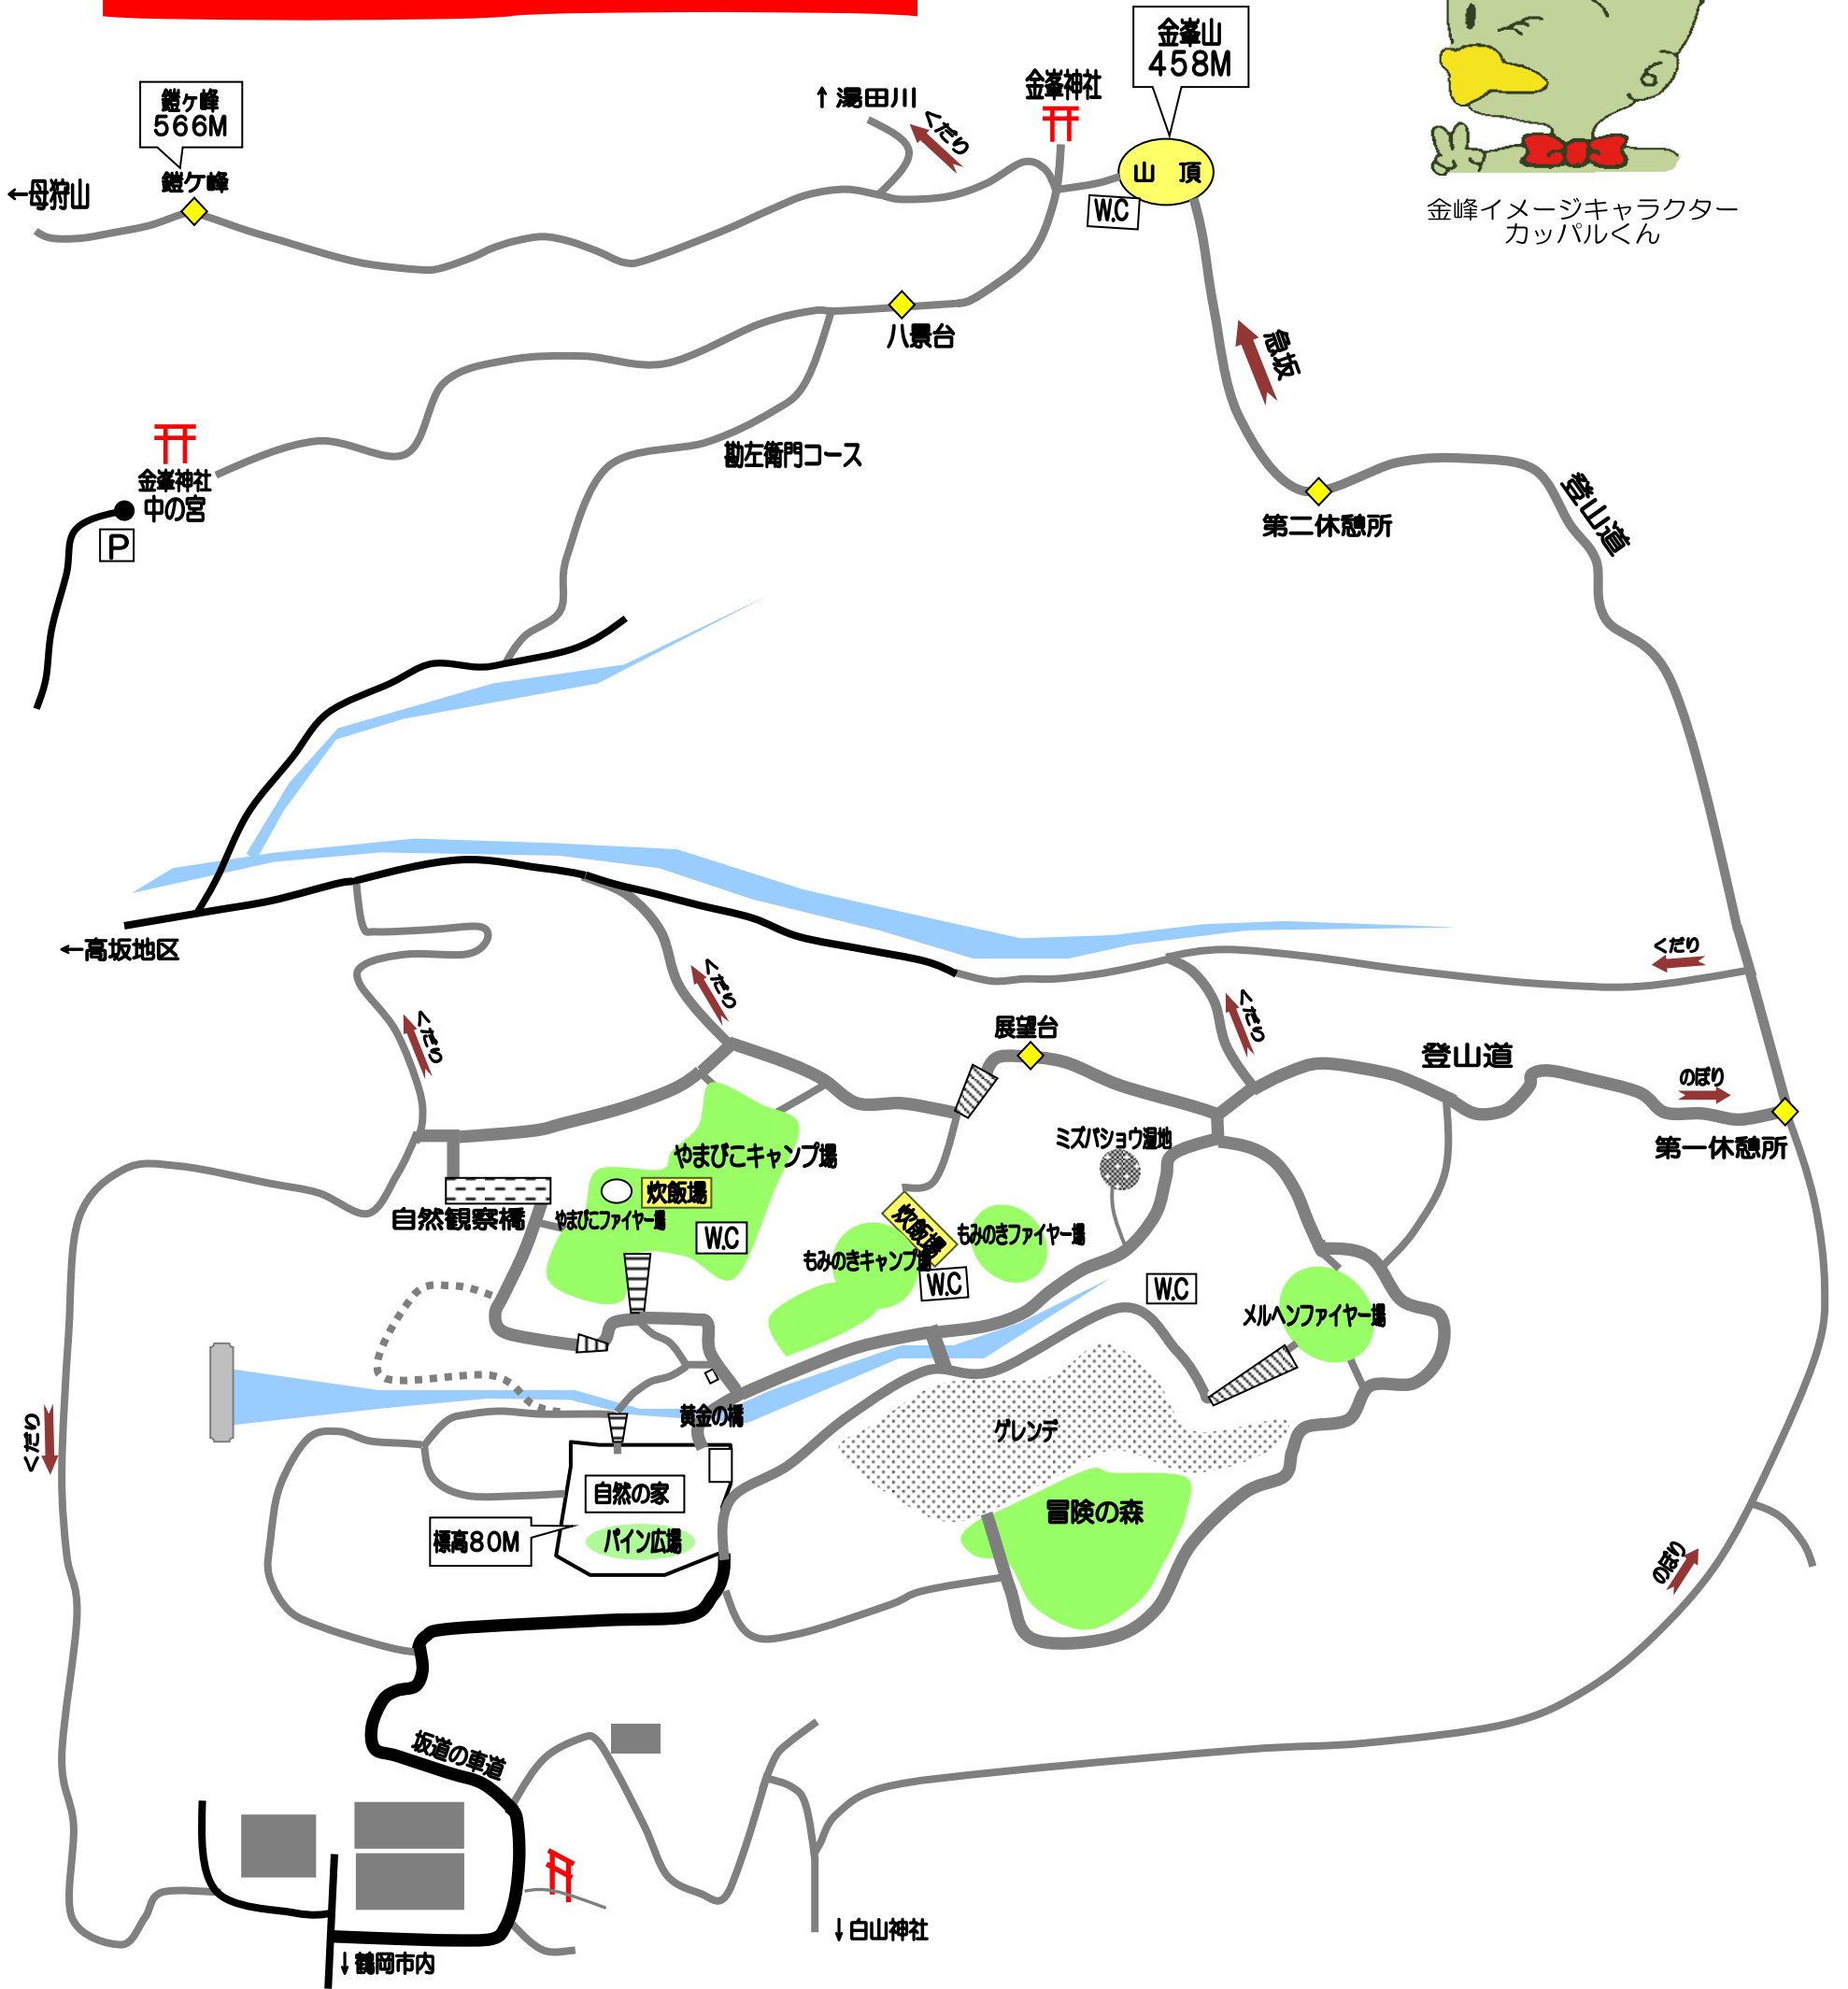 金峯山
458M
鎧ヶ峰
566M
↑湯田川
くだり
金峯神社
山 頂
W.C
←母狩山
鎧ケ峰
金峰イメージキャラクター
カッパルくん
八景台
急坂
勘左衛門コース
金峯神社
中の宮
P
第二休憩所
登山道
←高坂地区
くだり
くだり
くだり
くだり
展望台
登山道
のぼり
第一休憩所
ミズバショウ湿地
やまびこキャンプ場
炊飯場
自然観察橋
やまびこファイヤー場
W.C
炊飯場
もみのきファイヤー場
もみのきキャンプ場
W.C
W.C
メルヘンファイヤー場
くだり
黄金の橋
ゲレンデ
自然の家
冒険の森
標高80M
パイン広場
のぼり
坂道の車道
↓白山神社
↓鶴岡市内